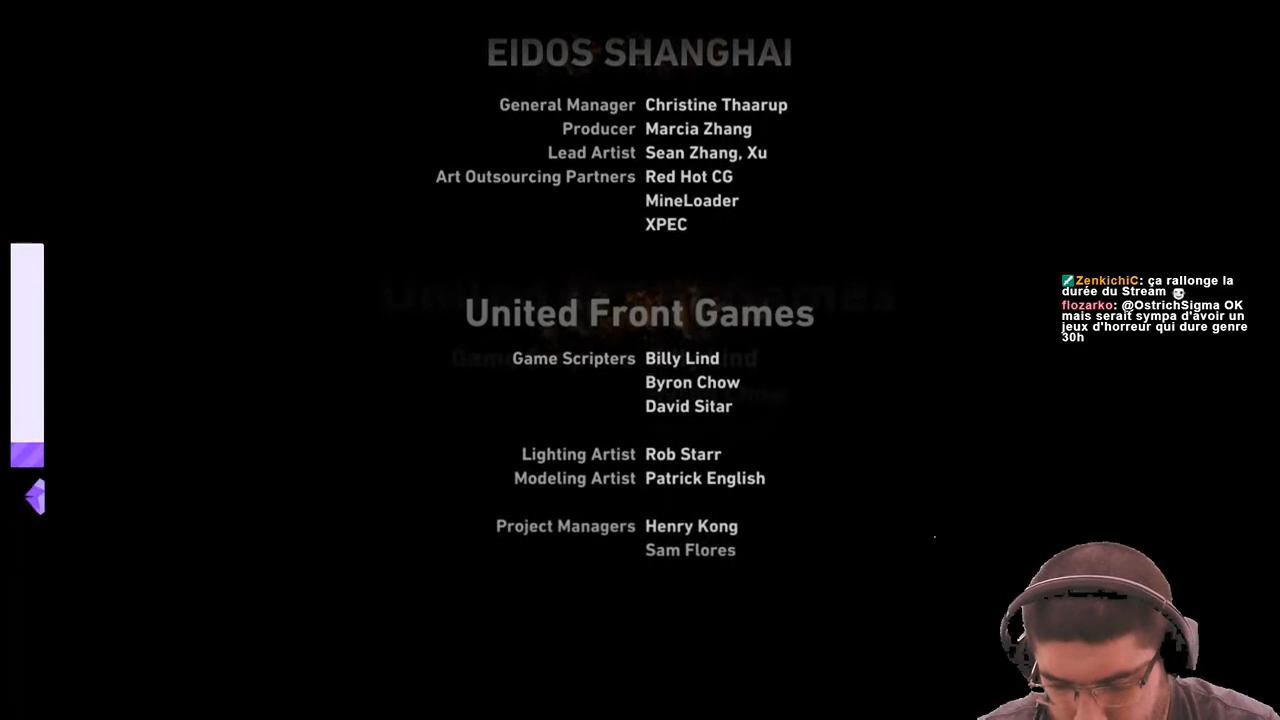 EIDOS SHANGHAI
General Manager Christine Thaarup
Producer Marcia Zhang
Lead Artist Sean Zhang, Xu
Art Outsourcing Partners Red Hot CG
MineLoader
XPEC
United Front Games
Game Scripters Billy Lind
Byron Chow
David Sitar
Lighting Artist Rob Starr
Modeling Artist Patrick English
Project Managers Henry Kong
Sam Flores
ZenkichiC: ça rallonge la
durée du Stream
flozarko: @OstrichSigma OK
mais serait sympa d'avoir un
jeux d'horreur qui dure genre
30h